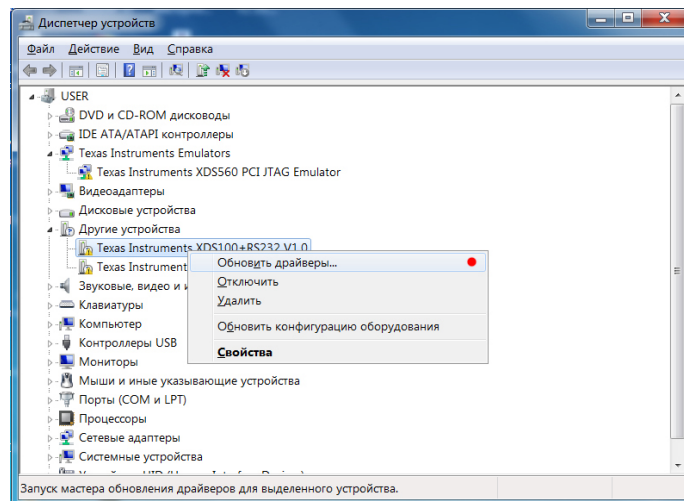 Диспетчер устройств
Файл Действие Вид Справка
USER
DVD и CD-ROM дисководы
IDE ATA/ATAPI контроллеры
Texas Instruments Emulators
Texas Instruments XDS560 PCI JTAG Emulator
Видеоадаптеры
Дисковые устройства
Другие устройства
Texas Instruments XDS100+RS232 V1.0
Texas Instrument
Обновить драйверы...
Отключить
Удалить
Обновить конфигурацию оборудования
Свойства
Звуковые, видео и и
Клавиатуры
Компьютер
Контроллеры USB
Мониторы
Мыши и иные указывающие устройства
Порты (COM и LPT)
Процессоры
Сетевые адаптеры
Системные устройства
Запуск мастера обновления драйверов для выделенного устройства.